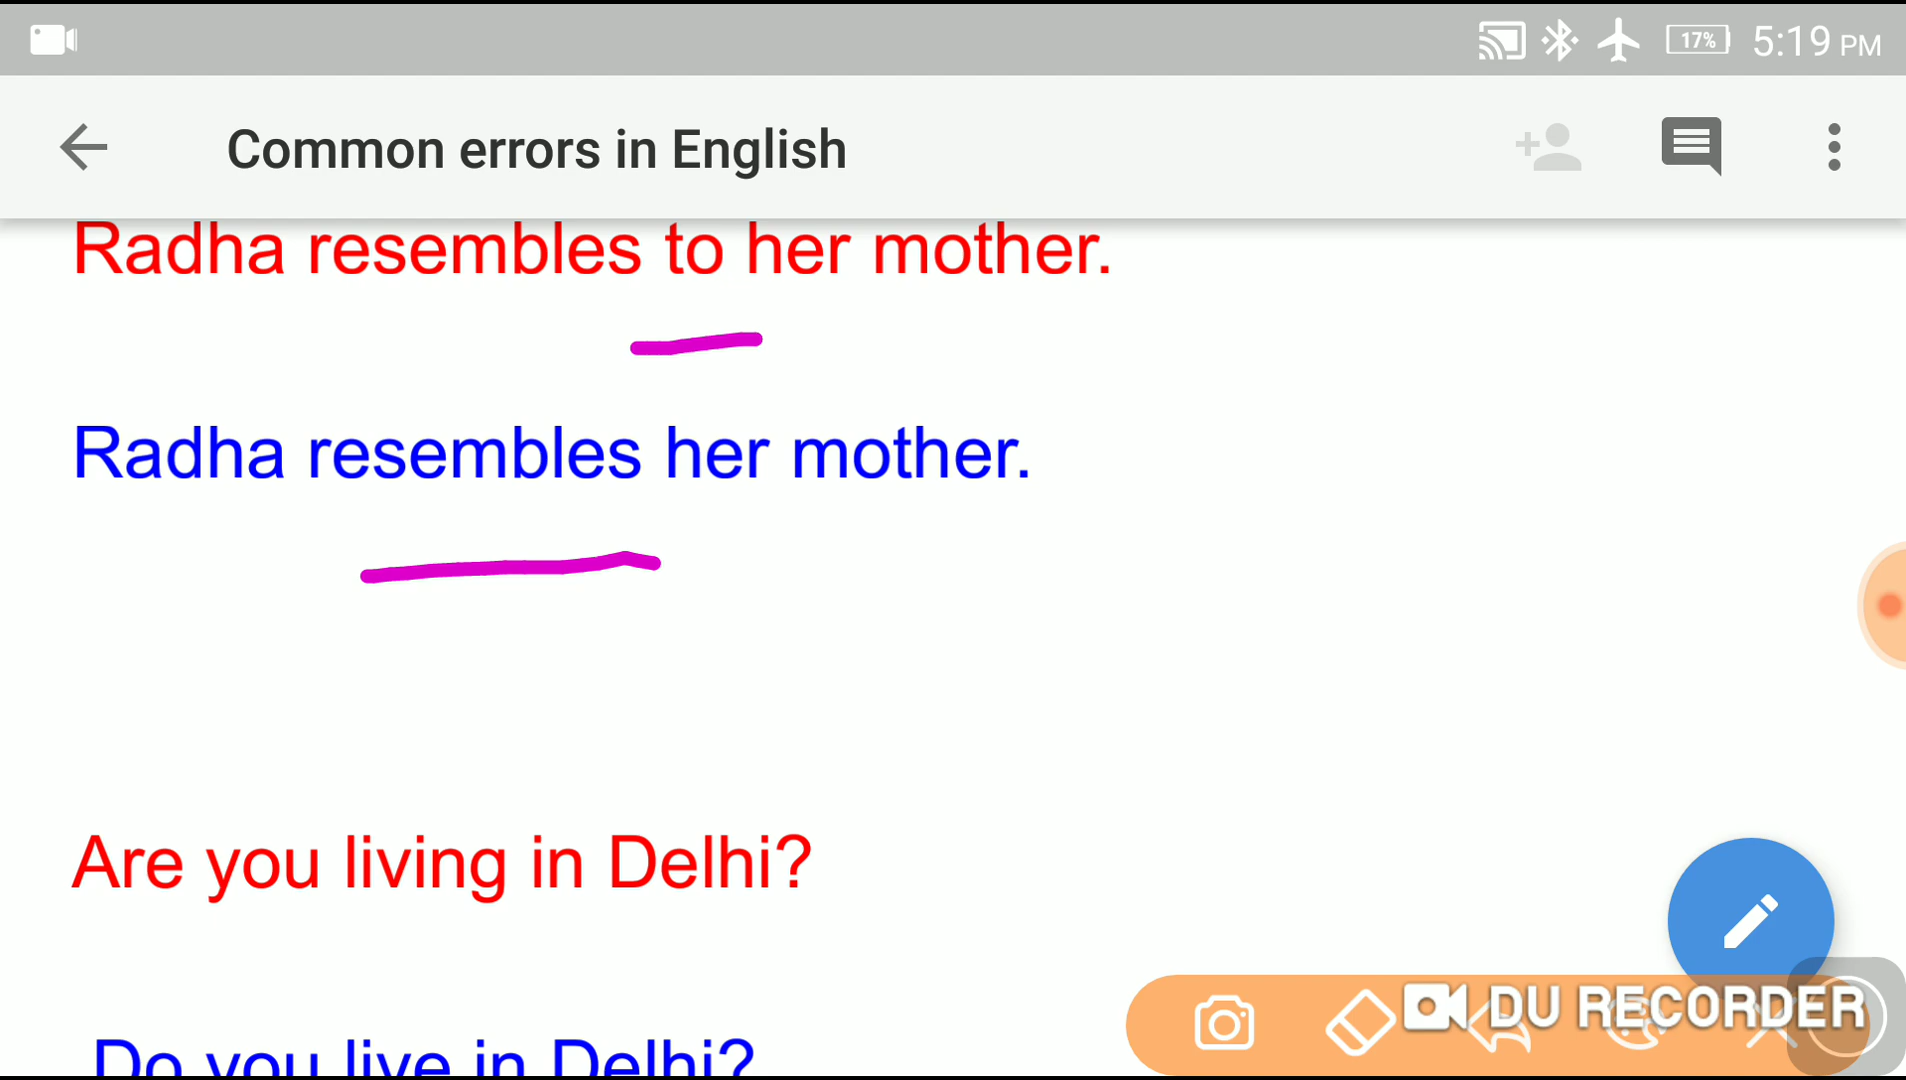 17% 5:19 PM
Common errors in English
Radha resembles to her mother.
Radha resembles her mother.
Are you living in Delhi?
Do you live in Delhi?
DU RECORDER